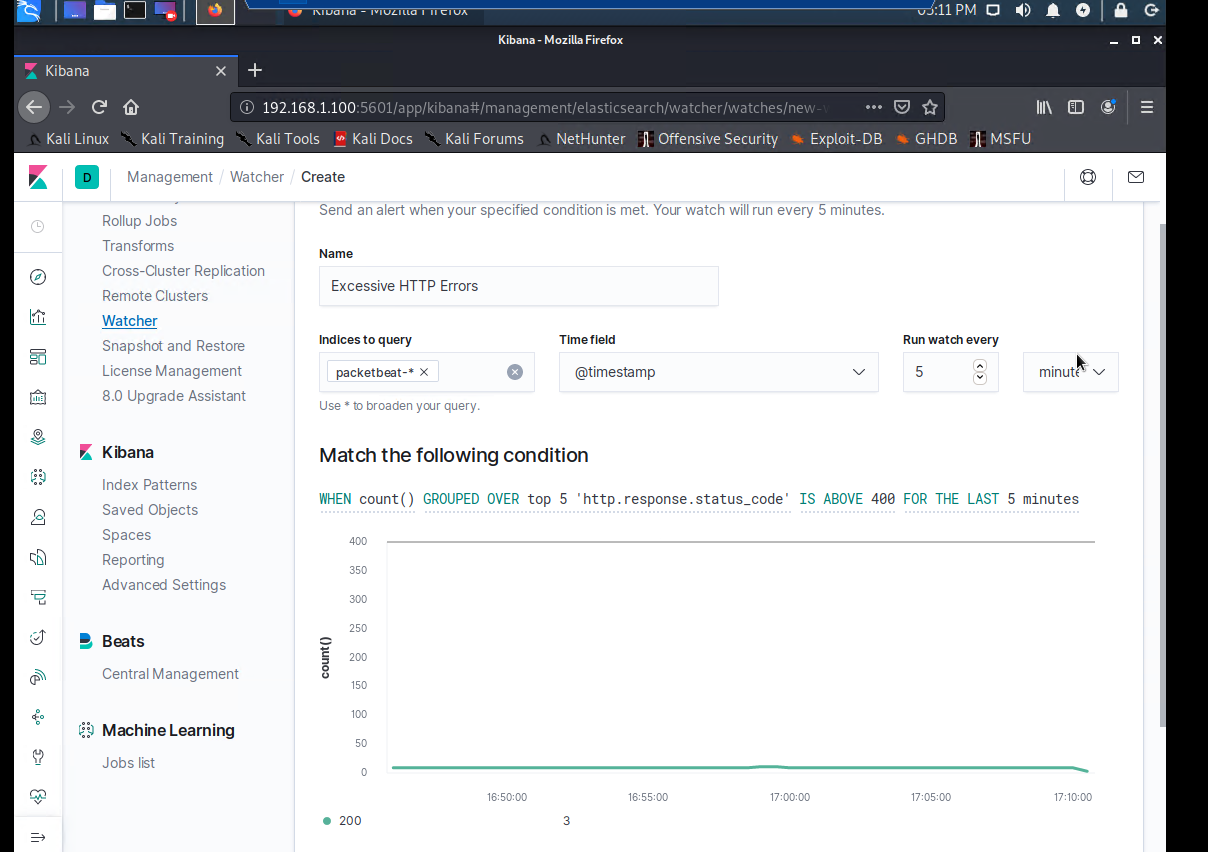 Kibana - Mozilla Firefox
05:11 PM
Kibana - Mozilla Firefox
Kibana
192.168.1.100:5601/app/kibana#/management/elasticsearch/watcher/watches/new-
Kali Linux Kali Training Kali Tools Kali Docs Kali Forums NetHunter Offensive Security Exploit-DB GHDB MSFU
D
Management / Watcher / Create
Rollup Jobs
Transforms
Cross-Cluster Replication
Remote Clusters
Watcher
Snapshot and Restore
License Management
8.0 Upgrade Assistant
Kibana
Index Patterns
Saved Objects
Spaces
Reporting
Advanced Settings
Beats
Central Management
Machine Learning
Jobs list
Send an alert when your specified condition is met. Your watch will run every 5 minutes.
Name
Excessive HTTP Errors
Indices to query Time field Run watch every
packetbeat-* @timestamp 5 minute
Use * to broaden your query.
Match the following condition
WHEN count() GROUPED OVER top 5 'http.response.status_code' IS ABOVE 400 FOR THE LAST 5 minutes
count()
400
350
300
250
200
150
100
50
0
16:50:00 16:55:00 17:00:00 17:05:00 17:10:00
200 3